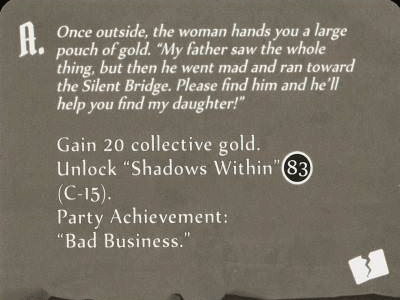 A. Once outside, the woman hands you a large
pouch of gold. "My father saw the whole
thing, but then he went mad and ran toward
the Silent Bridge. Please find him and he'll
help you find my daughter!"
Gain 20 collective gold.
Unlock "Shadows Within" 83
(C-15).
Party Achievement:
"Bad Business."